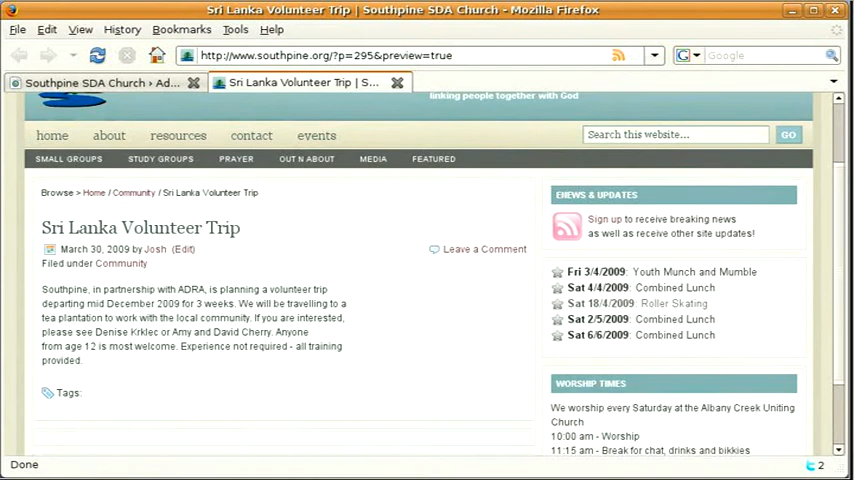 Sri Lanka Volunteer Trip | Southpine SDA Church - Mozilla Firefox
File Edit View History Bookmarks Tools Help
http://www.southpine.org/?p=295&preview=true
Google
Southpine SDA Church › Ad...
Sri Lanka Volunteer Trip | S...
linking people together with God
home about resources contact events
Search this website... GO
SMALL GROUPS STUDY GROUPS PRAYER OUT N ABOUT MEDIA FEATURED
Browse > Home / Community / Sri Lanka Volunteer Trip
Sri Lanka Volunteer Trip
March 30, 2009 by Josh (Edit)
Leave a Comment
Filed under Community
Southpine, in partnership with ADRA, is planning a volunteer trip
departing mid December 2009 for 3 weeks. We will be travelling to a
tea plantation to work with the local community. If you are interested,
please see Denise Krklec or Amy and David Cherry. Anyone
from age 12 is most welcome. Experience not required - all training
provided.
Tags:
ENEWS & UPDATES
Sign up to receive breaking news
as well as receive other site updates!
Fri 3/4/2009: Youth Munch and Mumble
Sat 4/4/2009: Combined Lunch
Sat 18/4/2009: Roller Skating
Sat 2/5/2009: Combined Lunch
Sat 6/6/2009: Combined Lunch
WORSHIP TIMES
We worship every Saturday at the Albany Creek Uniting
Church
10:00 am - Worship
11:15 am - Break for chat, drinks and bikkies
Done
2